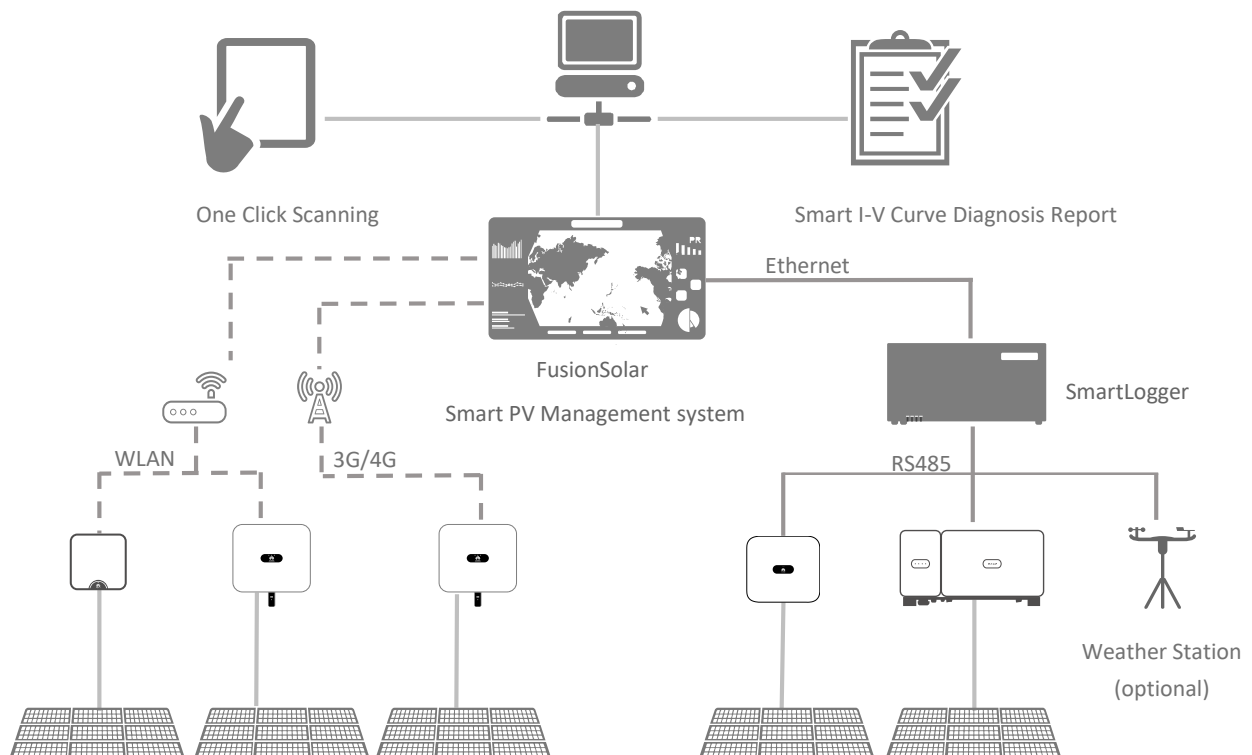 One Click Scanning
Smart I-V Curve Diagnosis Report
PR
Ethernet
FusionSolar
Smart PV Management system
SmartLogger
WLAN
3G/4G
RS485
Weather Station
(optional)